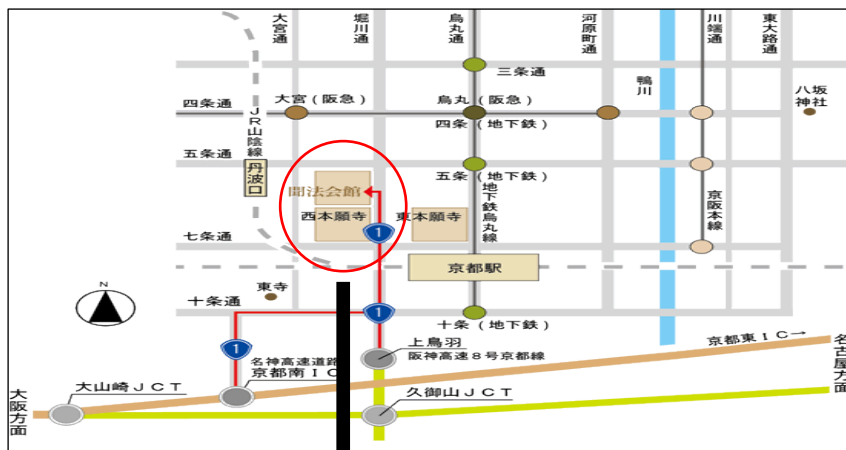 大宮通
堀川通
烏丸通
河原町通
川端通
東大路通
三条通
鴨川
八坂
神社
四条通
大宮(阪急)
烏丸(阪急)
四条(地下鉄)
JR山陰線
丹波口
五条通
五条(地下鉄)
聞法会館
西本願寺
東本願寺
地下鉄烏丸線
京阪本線
七条通
1
京都駅
東寺
N
十条通
1
十条(地下鉄)
1
上鳥羽
阪神高速8号京都線
京都東IC→
名古屋方面
名神高速道路
京都南IC
大山崎JCT
久御山JCT
大阪方面